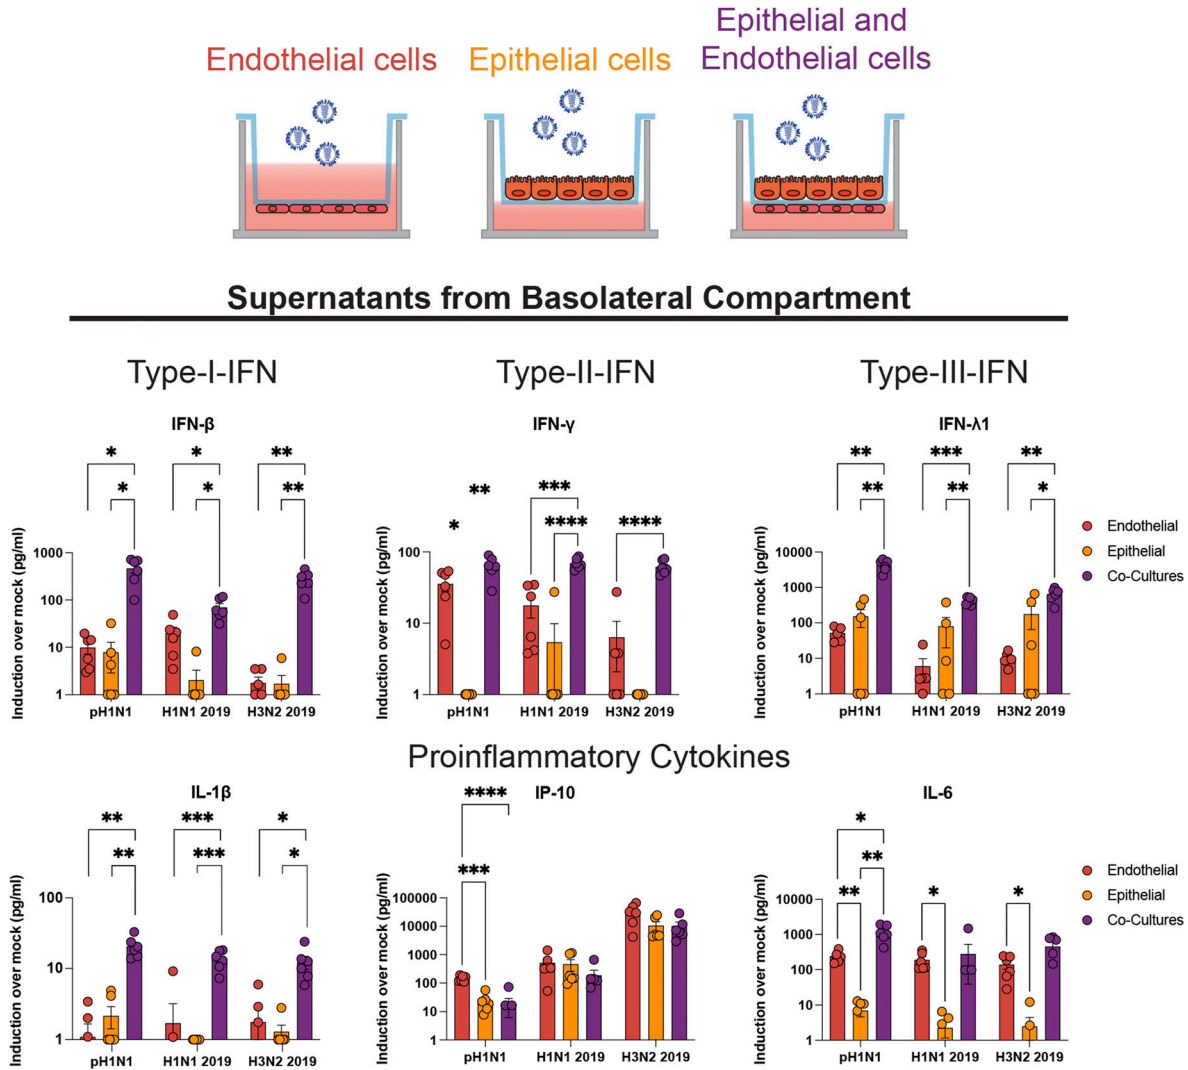 Endothelial cells
Epithelial cells
Epithelial and
Endothelial cells
Supernatants from Basolateral Compartment
Type-I-IFN
Type-II-IFN
Type-III-IFN
IFN-β
Induction over mock (pg/ml)
1000
100
10
1
* * * * ** **
pH1N1 H1N1 2019 H3N2 2019
IFN-γ
Induction over mock (pg/ml)
100
10
1
* ** *** **** ****
pH1N1 H1N1 2019 H3N2 2019
IFN-λ1
Induction over mock (pg/ml)
10000
1000
100
10
1
** ** *** ** ** *
pH1N1 H1N1 2019 H3N2 2019
Endothelial
Epithelial
Co-Cultures
Proinflammatory Cytokines
IL-1β
Induction over mock (pg/ml)
100
10
1
** ** *** *** * *
pH1N1 H1N1 2019 H3N2 2019
IP-10
Induction over mock (pg/ml)
100000
10000
1000
100
10
1
**** ***
pH1N1 H1N1 2019 H3N2 2019
IL-6
Induction over mock (pg/ml)
10000
1000
100
10
1
* ** ** * *
pH1N1 H1N1 2019 H3N2 2019
Endothelial
Epithelial
Co-Cultures